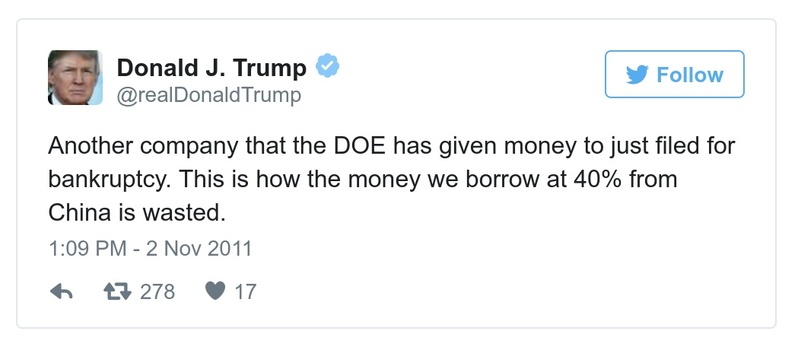 Donald J. Trump
@realDonaldTrump
Follow
Another company that the DOE has given money to just filed for
bankruptcy. This is how the money we borrow at 40% from
China is wasted.
1:09 PM - 2 Nov 2011
278 17